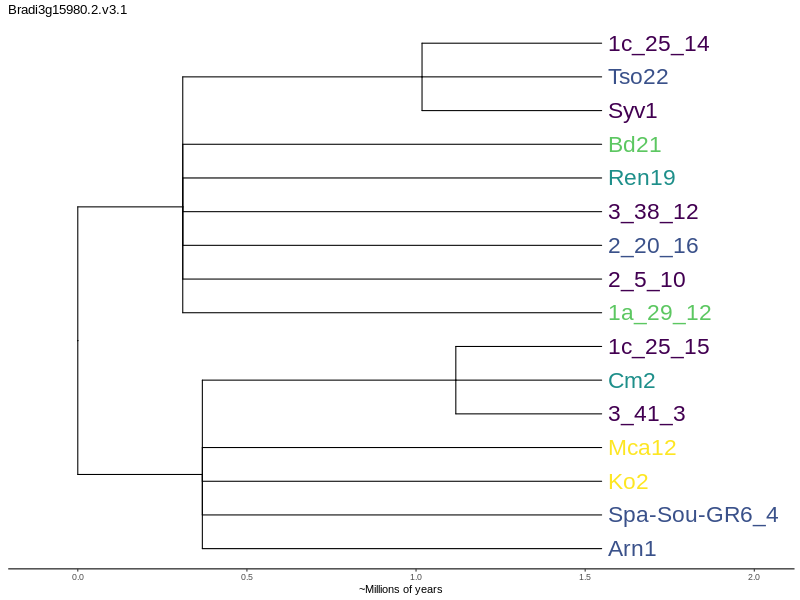 Bradi3g15980.2.v3.1
1c_25_14
Tso22
Syv1
Bd21
Ren19
3_38_12
2_20_16
2_5_10
1a_29_12
1c_25_15
Cm2
3_41_3
Mca12
Ko2
Spa-Sou-GR6_4
Arn1
0.0 0.5 1.0 1.5 2.0
~Millions of years